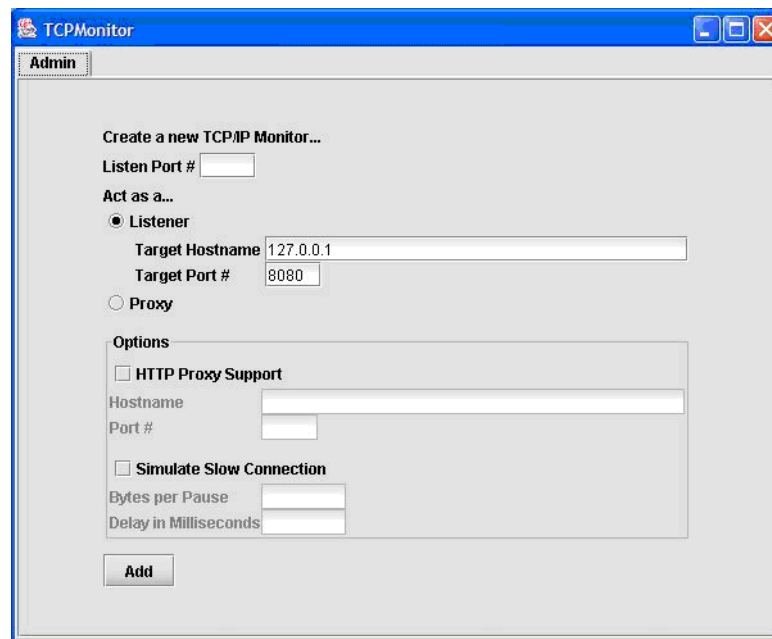 TCPMonitor
Admin
Create a new TCP/IP Monitor...
Listen Port #
Act as a...
Listener
Target Hostname 127.0.0.1
Target Port # 8080
Proxy
Options
HTTP Proxy Support
Hostname
Port #
Simulate Slow Connection
Bytes per Pause
Delay in Milliseconds
Add